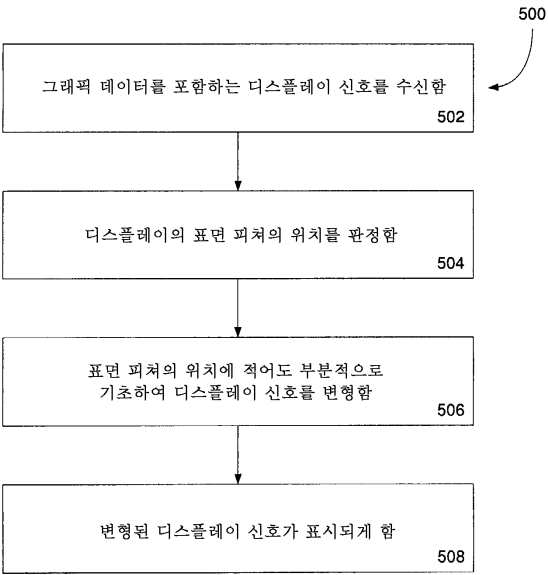 500
그래픽 데이터를 포함하는 디스플레이 신호를 수신함
502
디스플레이의 표면 피쳐의 위치를 판정함
504
표면 피쳐의 위치에 적어도 부분적으로
기초하여 디스플레이 신호를 변형함
506
변형된 디스플레이 신호가 표시되게 함
508